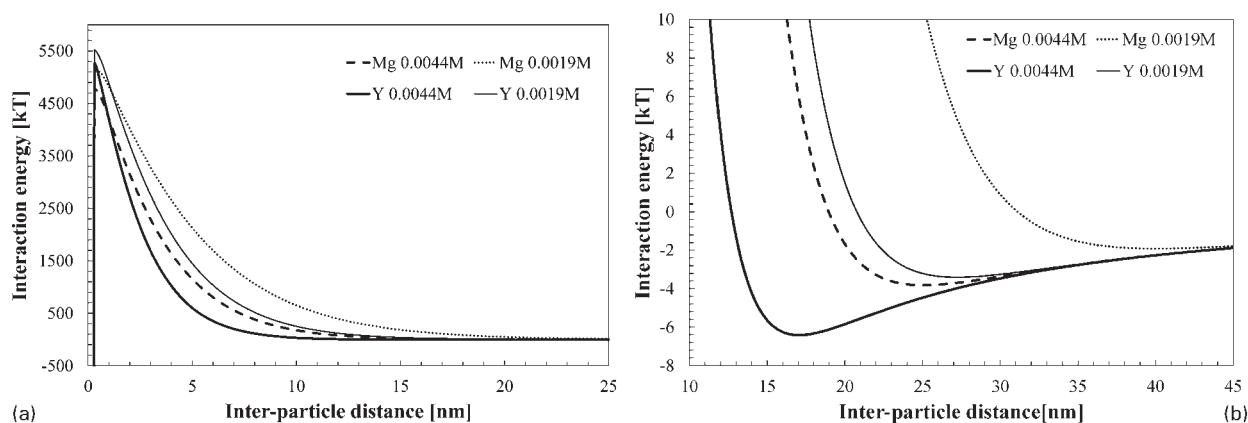 5500
4500
3500
2500
1500
500
-500
Interaction energy [kT]
Mg 0.0044M
Mg 0.0019M
Y 0.0044M
Y 0.0019M
0
5
10
15
20
25
Inter-particle distance [nm]
(a)
10
8
6
4
2
0
-2
-4
-6
-8
Interaction energy [kT]
Mg 0.0044M
Mg 0.0019M
Y 0.0044M
Y 0.0019M
10
15
20
25
30
35
40
45
Inter-particle distance[nm]
(b)